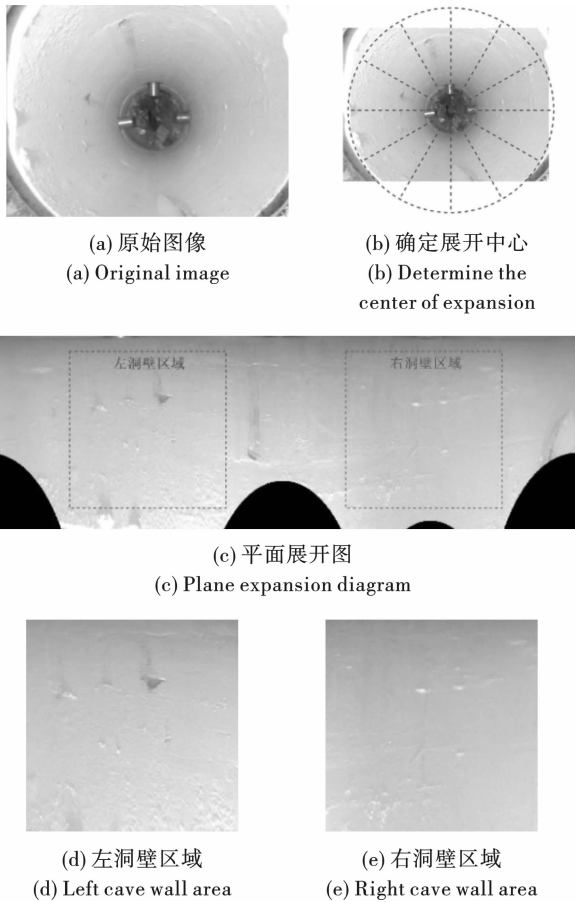 (a) 原始图像
(a) Original image
(b) 确定展开中心
(b) Determine the
center of expansion
左洞壁区域
右洞壁区域
(c) 平面展开图
(c) Plane expansion diagram
(d) 左洞壁区域
(d) Left cave wall area
(e) 右洞壁区域
(e) Right cave wall area